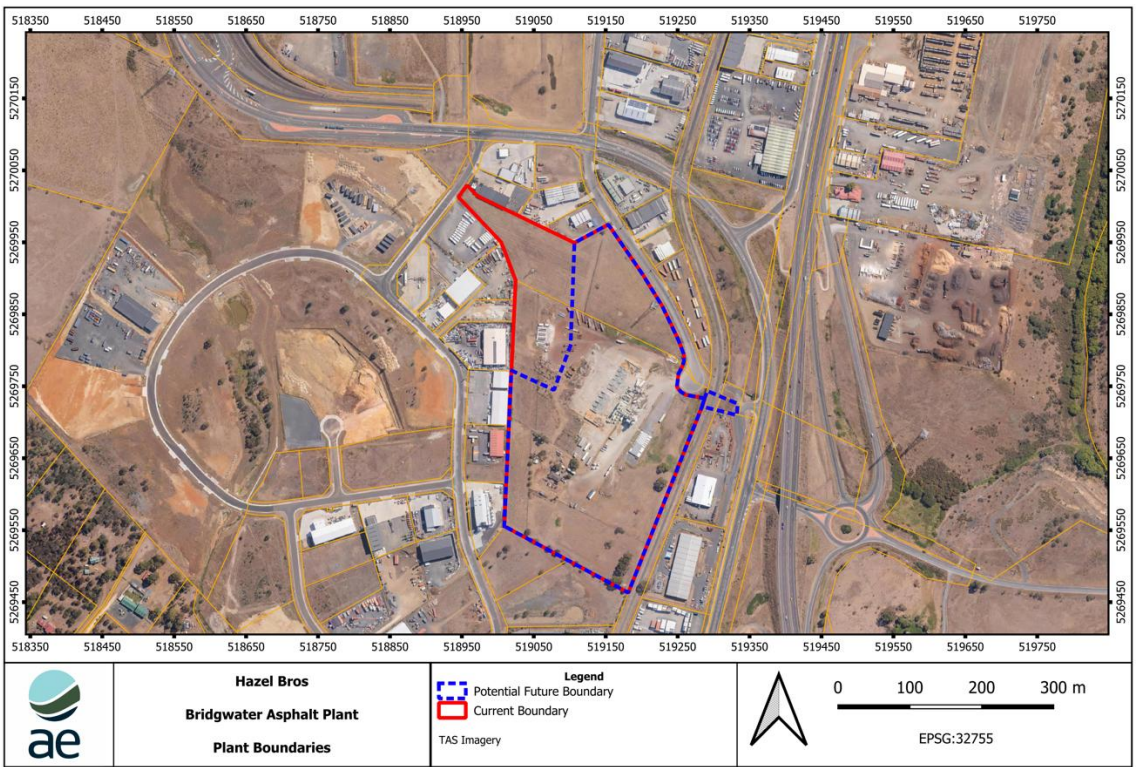 518350 518450 518550 518650 518750 518850 518950 519050 519150 519250 519350 519450 519550 519650 519750
5270150 5270150
5270050 5270050
5269950 5269950
5269850 5269850
5269750 5269750
5269650 5269650
5269550 5269550
5269450 5269450
518350 518450 518550 518650 518750 518850 518950 519050 519150 519250 519350 519450 519550 519650 519750
ae
Hazel Bros
Bridgwater Asphalt Plant
Plant Boundaries
Legend
Potential Future Boundary
Current Boundary
TAS Imagery
0 100 200 300 m
EPSG:32755